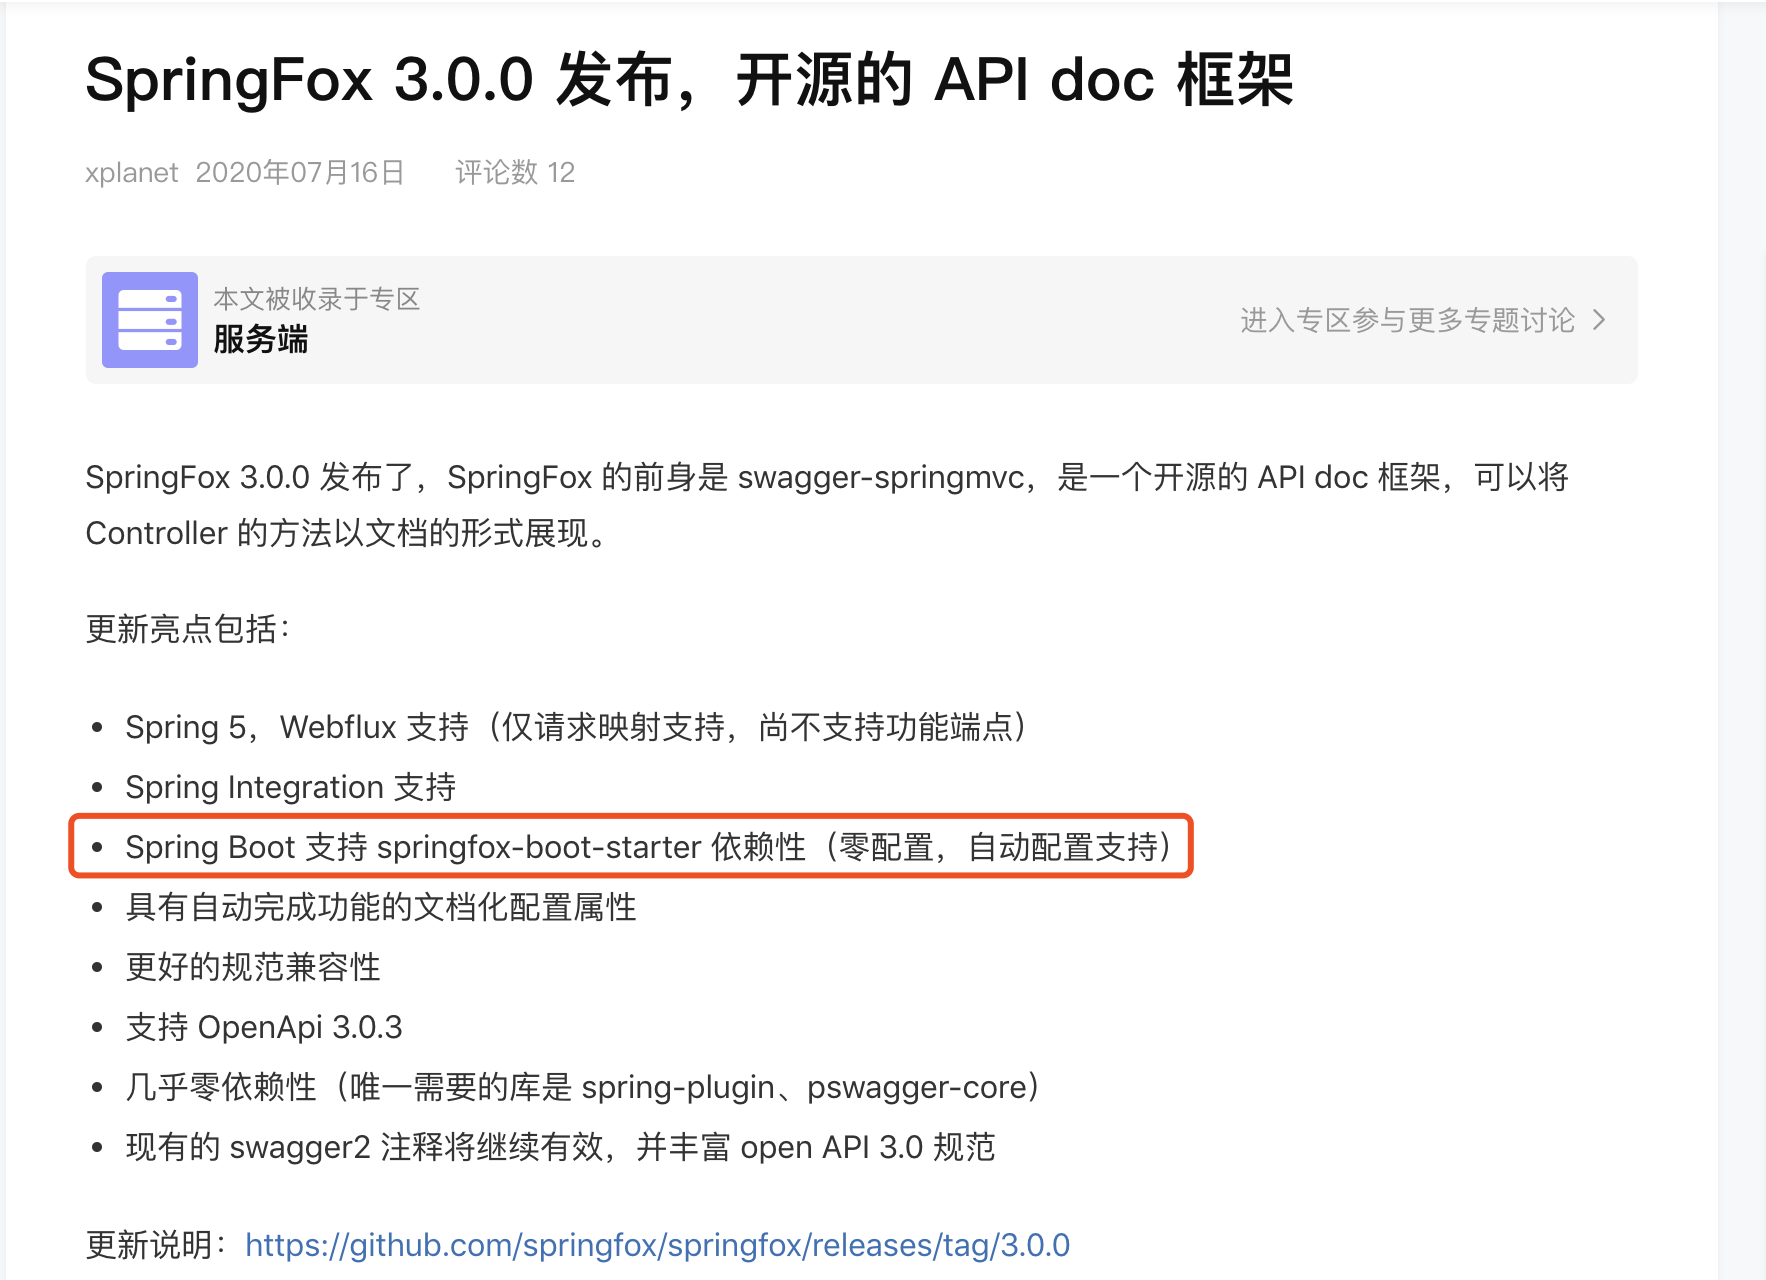 SpringFox 3.0.0 发布，开源的 API doc 框架
xplanet 2020年07月16日 评论数 12
本文被收录于专区
服务端
进入专区参与更多专题讨论
SpringFox 3.0.0 发布了，SpringFox 的前身是 swagger-springmvc，是一个开源的 API doc 框架，可以将
Controller 的方法以文档的形式展现。
更新亮点包括：
• Spring 5，Webflux 支持（仅请求映射支持，尚不支持功能端点）
• Spring Integration 支持
• Spring Boot 支持 springfox-boot-starter 依赖性（零配置，自动配置支持）
• 具有自动完成功能的文档化配置属性
• 更好的规范兼容性
• 支持 OpenApi 3.0.3
• 几乎零依赖性（唯一需要的库是 spring-plugin、pswagger-core）
• 现有的 swagger2 注释将继续有效，并丰富 open API 3.0 规范
更新说明：https://github.com/springfox/springfox/releases/tag/3.0.0